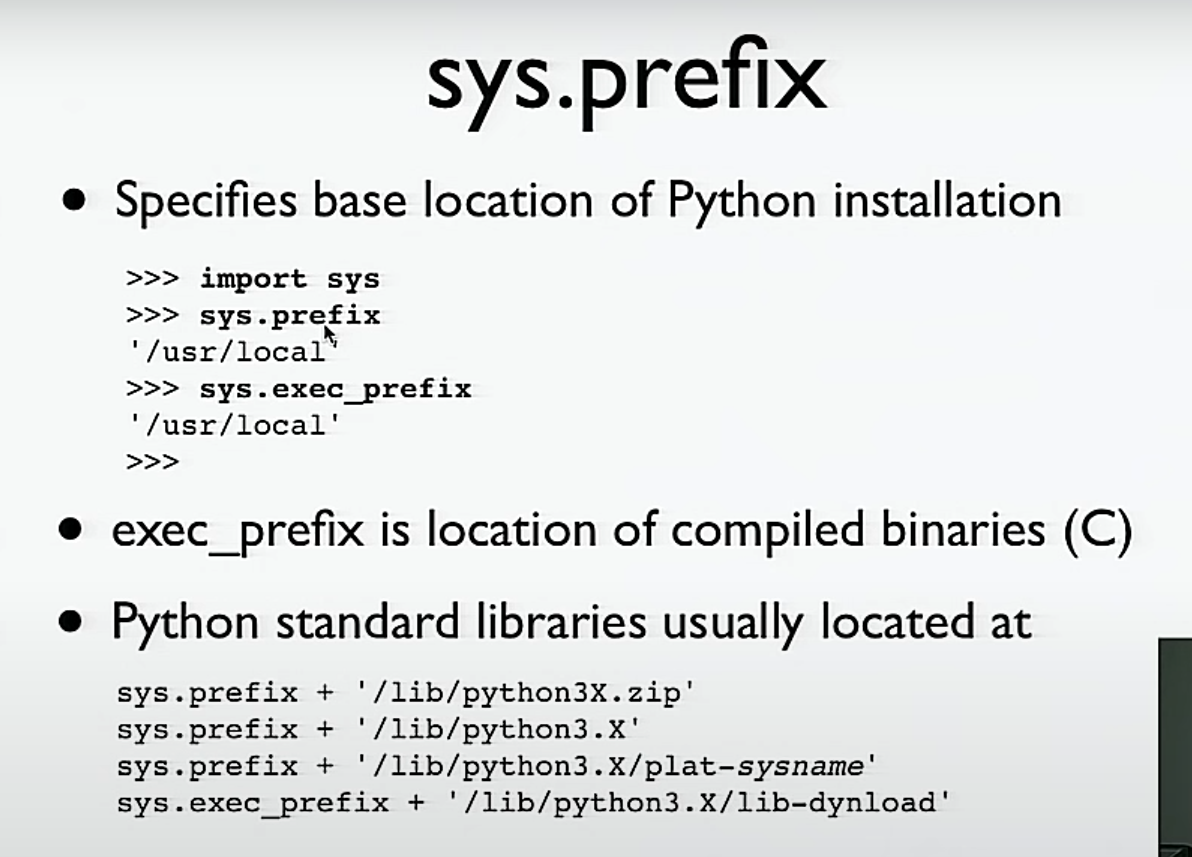 sys.prefix
• Specifies base location of Python installation
>>> import sys
>>> sys.prefix
'/usr/local'
>>> sys.exec_prefix
'/usr/local'
>>>
• exec_prefix is location of compiled binaries (C)
• Python standard libraries usually located at
sys.prefix + '/lib/python3X.zip'
sys.prefix + '/lib/python3.X'
sys.prefix + '/lib/python3.X/plat-sysname'
sys.exec_prefix + '/lib/python3.X/lib-dynload'